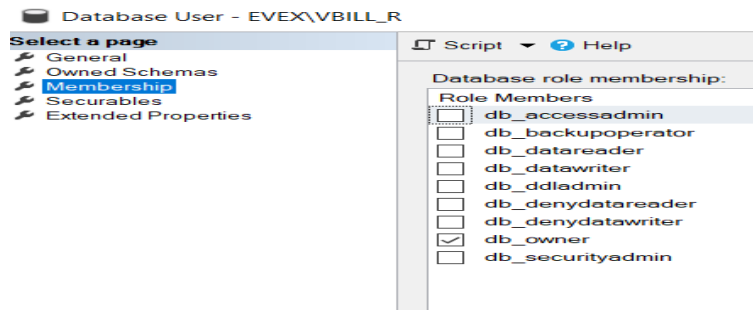 Database User - EVEX\VBILL_R
Select a page
General
Owned Schemas
Membership
Securables
Extended Properties
Script
Help
Database role membership:
Role Members
db_accessadmin
db_backupoperator
db_datareader
db_datawriter
db_ddladmin
db_denydatareader
db_denydatawriter
db_owner
db_securityadmin